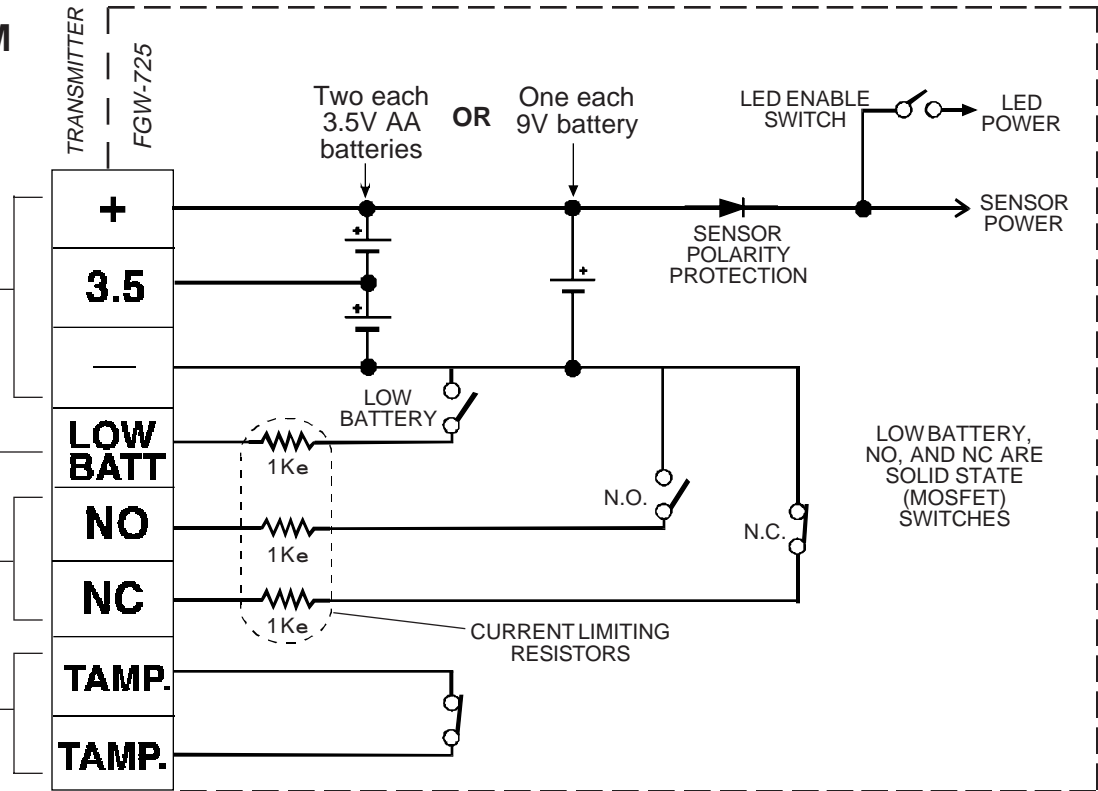 M
TRANSMITTER
FGW-725
Two each
3.5V AA
batteries
OR
One each
9V battery
LED ENABLE
SWITCH
LED
POWER
+
SENSOR
POWER
SENSOR
POLARITY
PROTECTION
3.5
—
LOW
BATTERY
LOW
BATT
1Ke
LOW BATTERY,
NO, AND NC ARE
SOLID STATE
(MOSFET)
SWITCHES
NO
1Ke
N.O.
N.C.
NC
1Ke
CURRENT LIMITING
RESISTORS
TAMP.
TAMP.